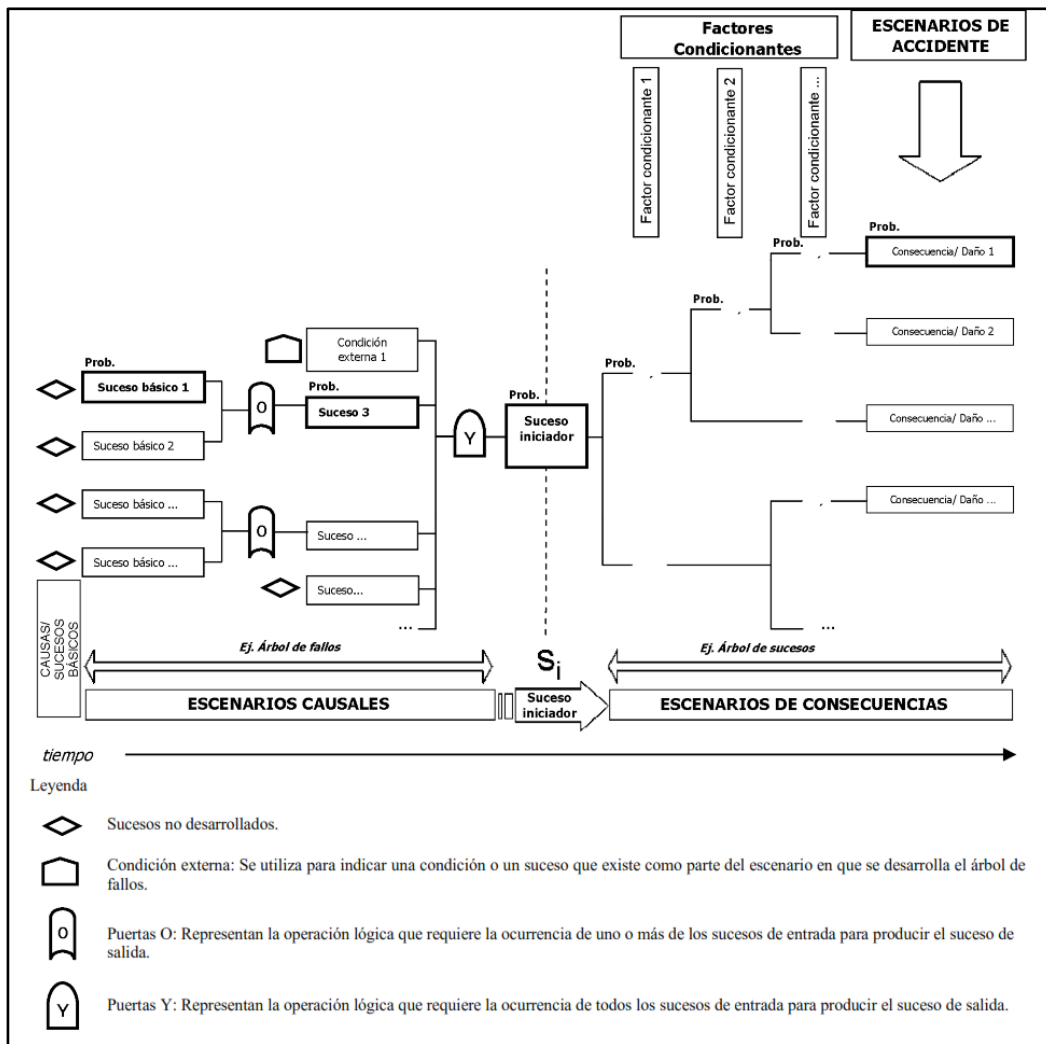 Factores
Condicionantes
ESCENARIOS DE
ACCIDENTE
Factor condicionante 1
Factor condicionante 2
Factor condicionante ...
Prob.
Prob.
Consecuencia/ Daño 1
Prob.
Consecuencia/ Daño 2
Condición
externa 1
Prob.
Suceso básico 1
O
Prob.
Suceso 3
Prob.
Suceso
iniciador
Prob.
Y
Suceso básico 2
Consecuencia/ Daño ...
Suceso básico ...
O
Suceso ...
Consecuencia/ Daño ...
Suceso básico ...
Suceso...
...
...
CAUSAS/
SUCESOS
BÁSICOS
Ej. Árbol de fallos
Si
Ej. Árbol de sucesos
ESCENARIOS CAUSALES
Suceso
iniciador
ESCENARIOS DE CONSECUENCIAS
tiempo
Leyenda
Sucesos no desarrollados.
Condición externa: Se utiliza para indicar una condición o un suceso que existe como parte del escenario en que se desarrolla el árbol de
fallos.
O
Puertas O: Representan la operación lógica que requiere la ocurrencia de uno o más de los sucesos de entrada para producir el suceso de
salida.
Y
Puertas Y: Representan la operación lógica que requiere la ocurrencia de todos los sucesos de entrada para producir el suceso de salida.